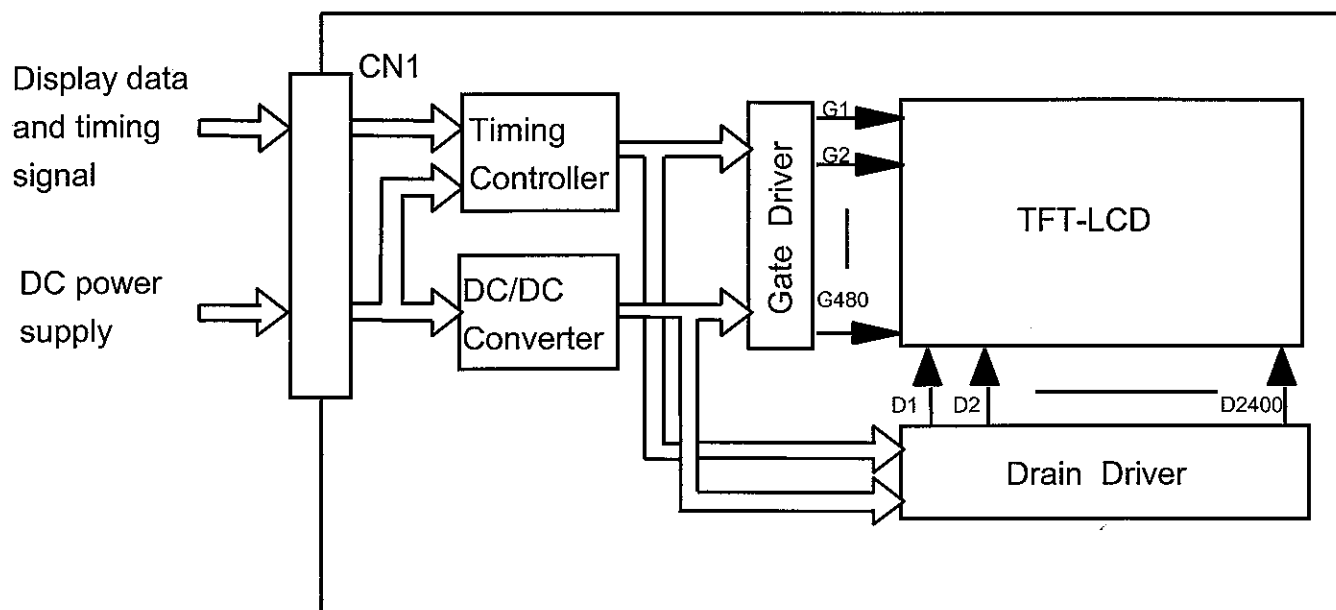 Display data
and timing
signal
CN1
Timing
Controller
DC power
supply
DC/DC
Converter
Gate Driver
G1
G2
G480
TFT-LCD
D1
D2
D2400
Drain Driver